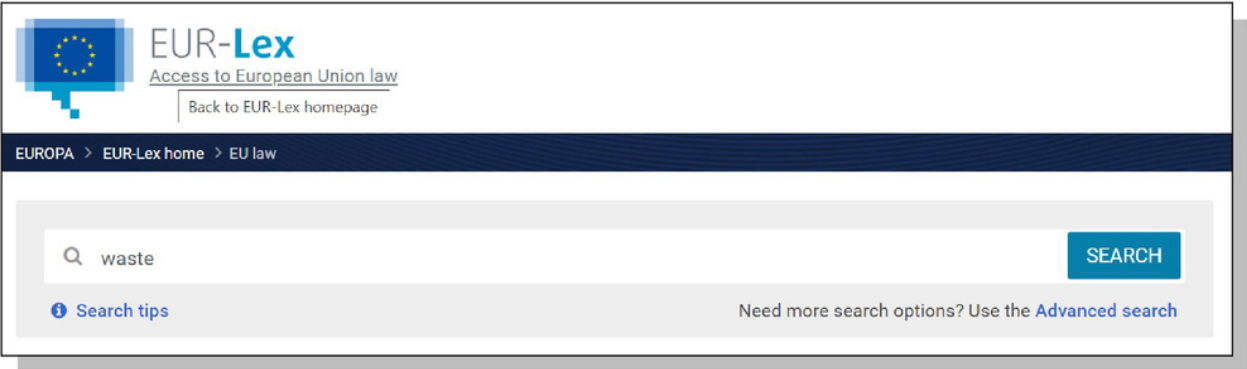 EUR-Lex
Access to European Union law
Back to EUR-Lex homepage
EUROPA > EUR-Lex home > EU law
waste
SEARCH
Search tips
Need more search options? Use the Advanced search